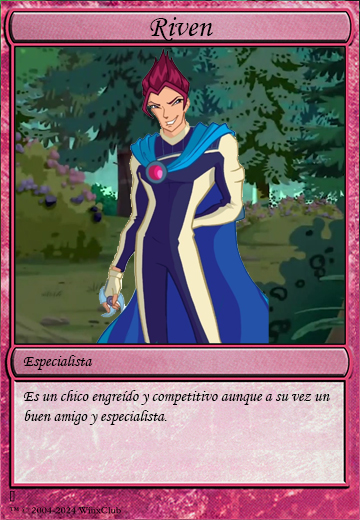 Riven
Especialista
Es un chico engreído y competitivo aunque a su vez un
buen amigo y especialista.
™ © 2004-2024 WinxClub